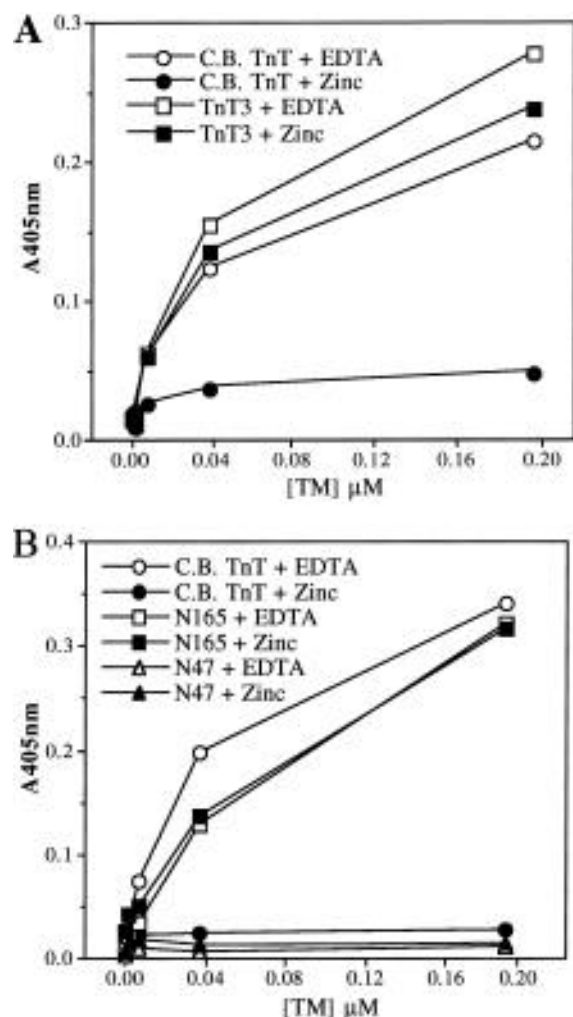 A
0.3
C.B. TnT + EDTA
C.B. TnT + Zinc
TnT3 + EDTA
TnT3 + Zinc
0.2
A405nm
0.1
0.0
0.00 0.04 0.08 0.12 0.16 0.20
[TM] µM
B
0.4
C.B. TnT + EDTA
C.B. TnT + Zinc
N165 + EDTA
N165 + Zinc
N47 + EDTA
N47 + Zinc
0.3
A405nm
0.2
0.1
0.0
0.00 0.04 0.08 0.12 0.16 0.20
[TM] µM